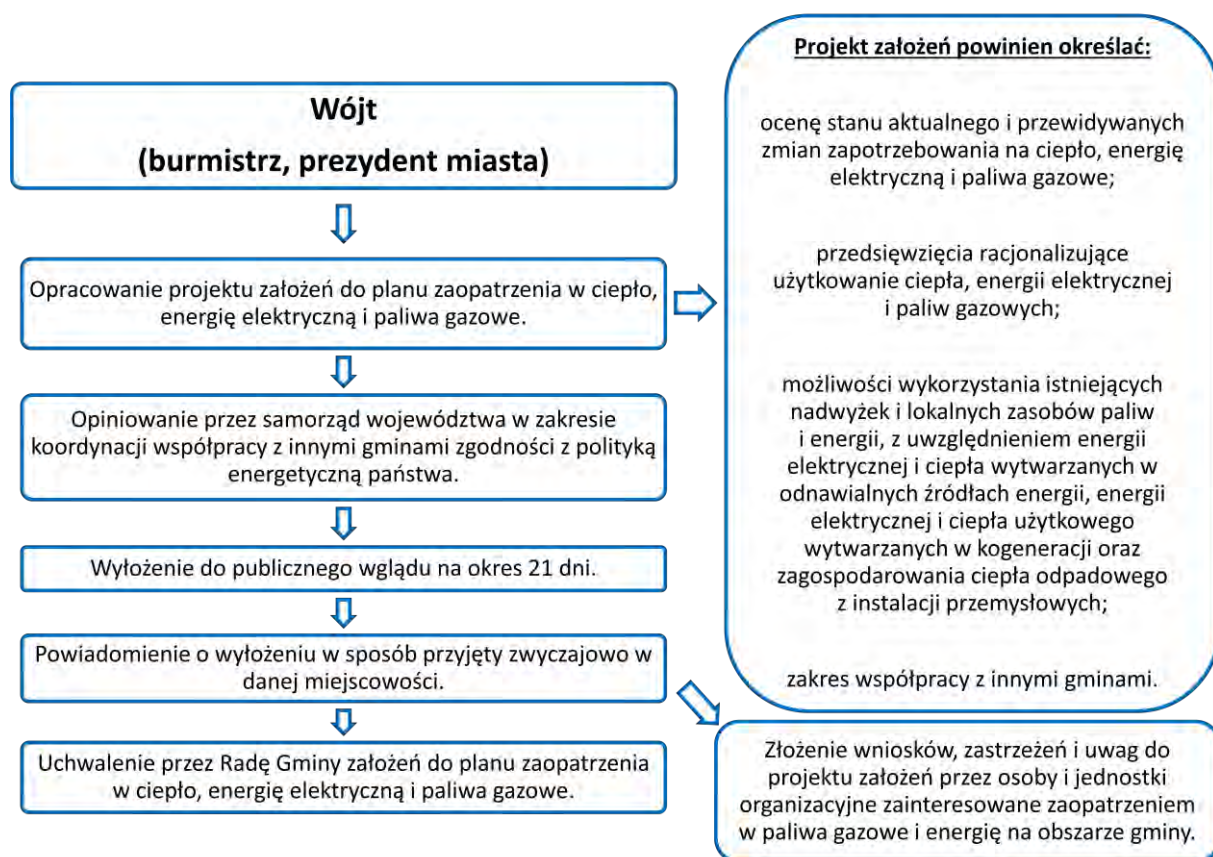 Wójt
(burmistrz, prezydent miasta)
Opracowanie projektu założeń do planu zaopatrzenia w ciepło,
energię elektryczną i paliwa gazowe.
Opiniowanie przez samorząd województwa w zakresie
koordynacji współpracy z innymi gminami zgodności z polityką
energetyczną państwa.
Wyłożenie do publicznego wglądu na okres 21 dni.
Powiadomienie o wyłożeniu w sposób przyjęty zwyczajowo w
danej miejscowości.
Uchwalenie przez Radę Gminy założeń do planu zaopatrzenia
w ciepło, energię elektryczną i paliwa gazowe.
Projekt założeń powinien określać:
ocenę stanu aktualnego i przewidywanych
zmian zapotrzebowania na ciepło, energię
elektryczną i paliwa gazowe;
przedsięwzięcia racjonalizujące
użytkowanie ciepła, energii elektrycznej
i paliw gazowych;
możliwości wykorzystania istniejących
nadwyżek i lokalnych zasobów paliw
i energii, z uwzględnieniem energii
elektrycznej i ciepła wytwarzanych w
odnawialnych źródłach energii, energii
elektrycznej i ciepła użytkowego
wytwarzanych w kogeneracji oraz
zagospodarowania ciepła odpadowego
z instalacji przemysłowych;
zakres współpracy z innymi gminami.
Złożenie wniosków, zastrzeżeń i uwag do
projektu założeń przez osoby i jednostki
organizacyjne zainteresowane zaopatrzeniem
w paliwa gazowe i energię na obszarze gminy.